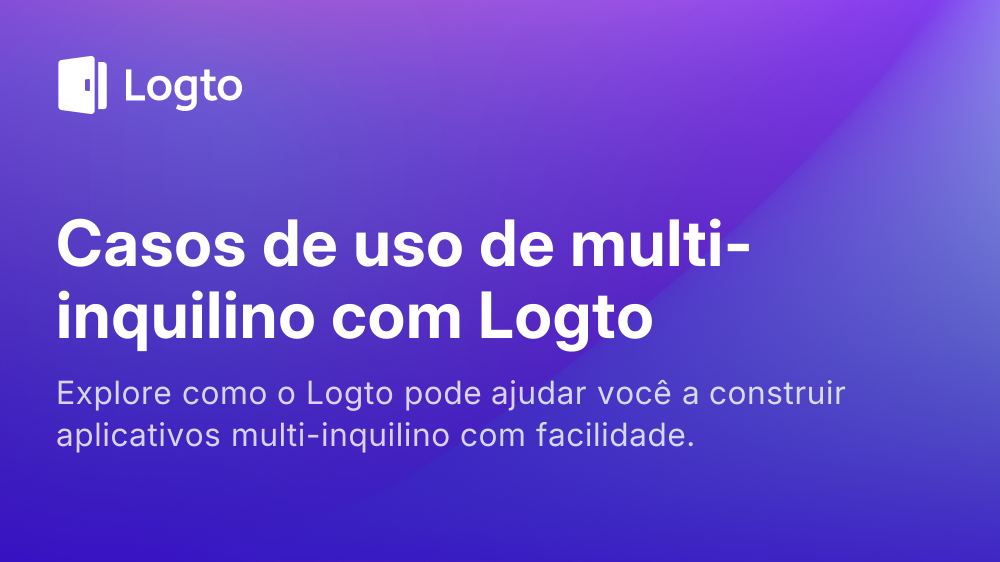 Logto
Casos de uso de multi-
inquilino com Logto
Explore como o Logto pode ajudar você a construir
aplicativos multi-inquilino com facilidade.